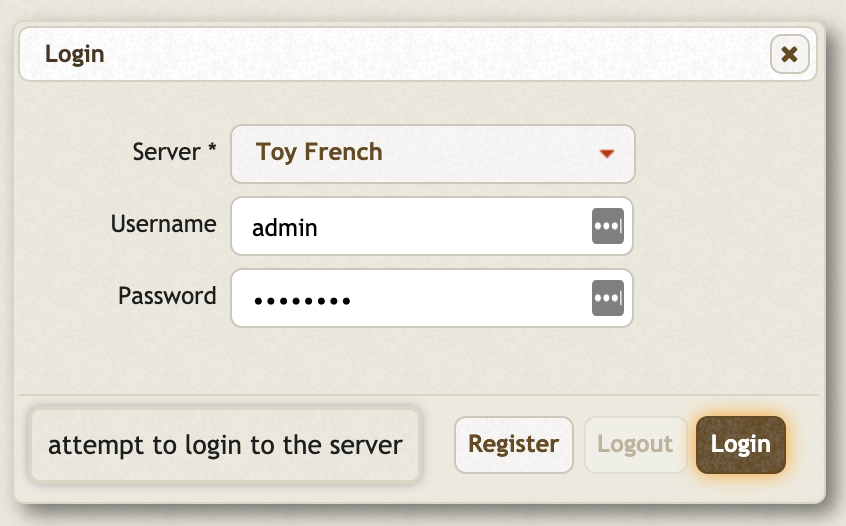 Login
Server *
Toy French
Username
admin
Password
attempt to login to the server
Register
Logout
Login